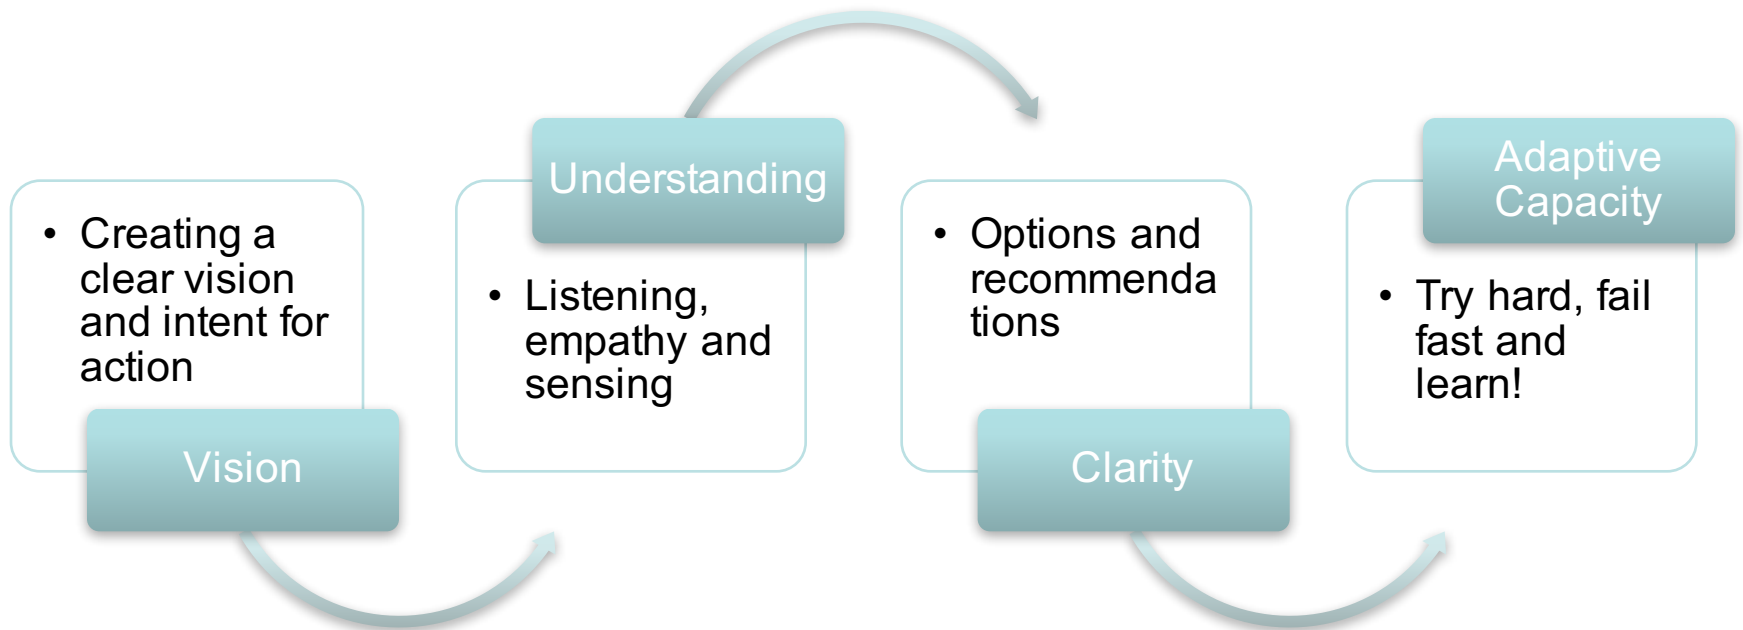 • Creating a
clear vision
and intent for
action
Vision
Understanding
• Listening,
empathy and
sensing
• Options and
recommenda
tions
Clarity
Adaptive
Capacity
• Try hard, fail
fast and
learn!